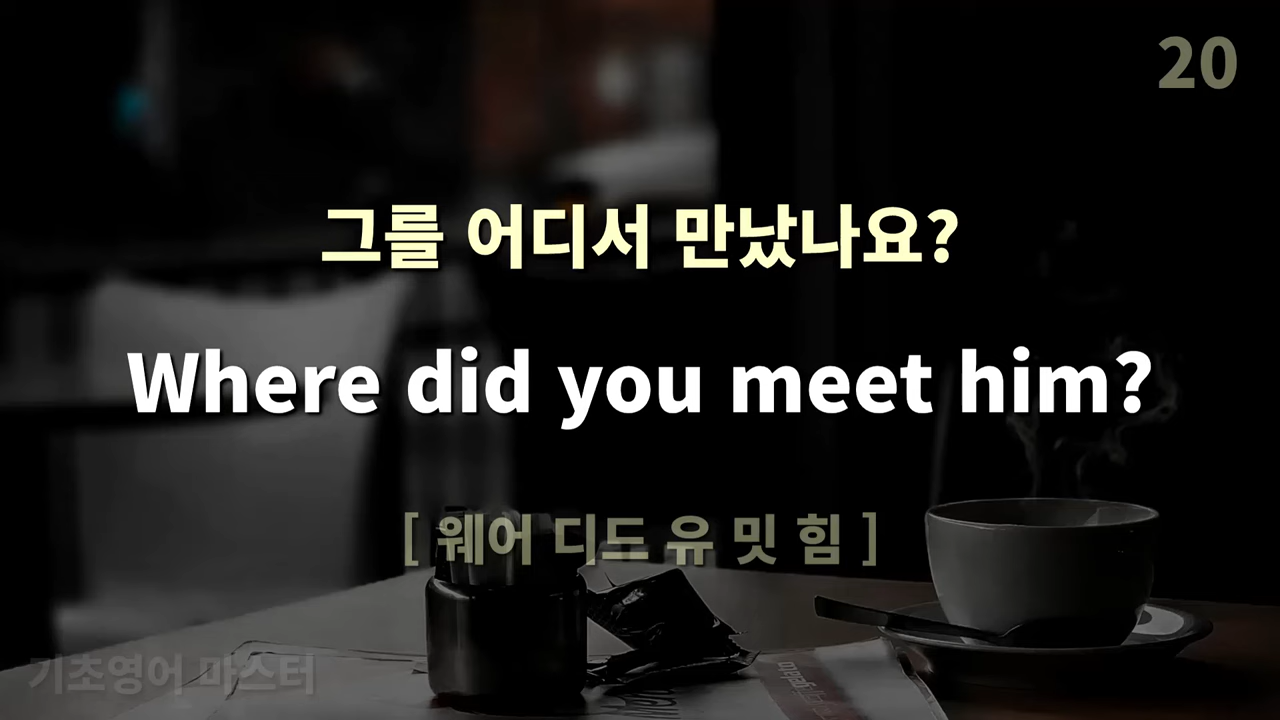 20
그를 어디서 만났나요?
Where did you meet him?
[ 웨어 디드 유 밋 힘 ]
기초영어 마스터